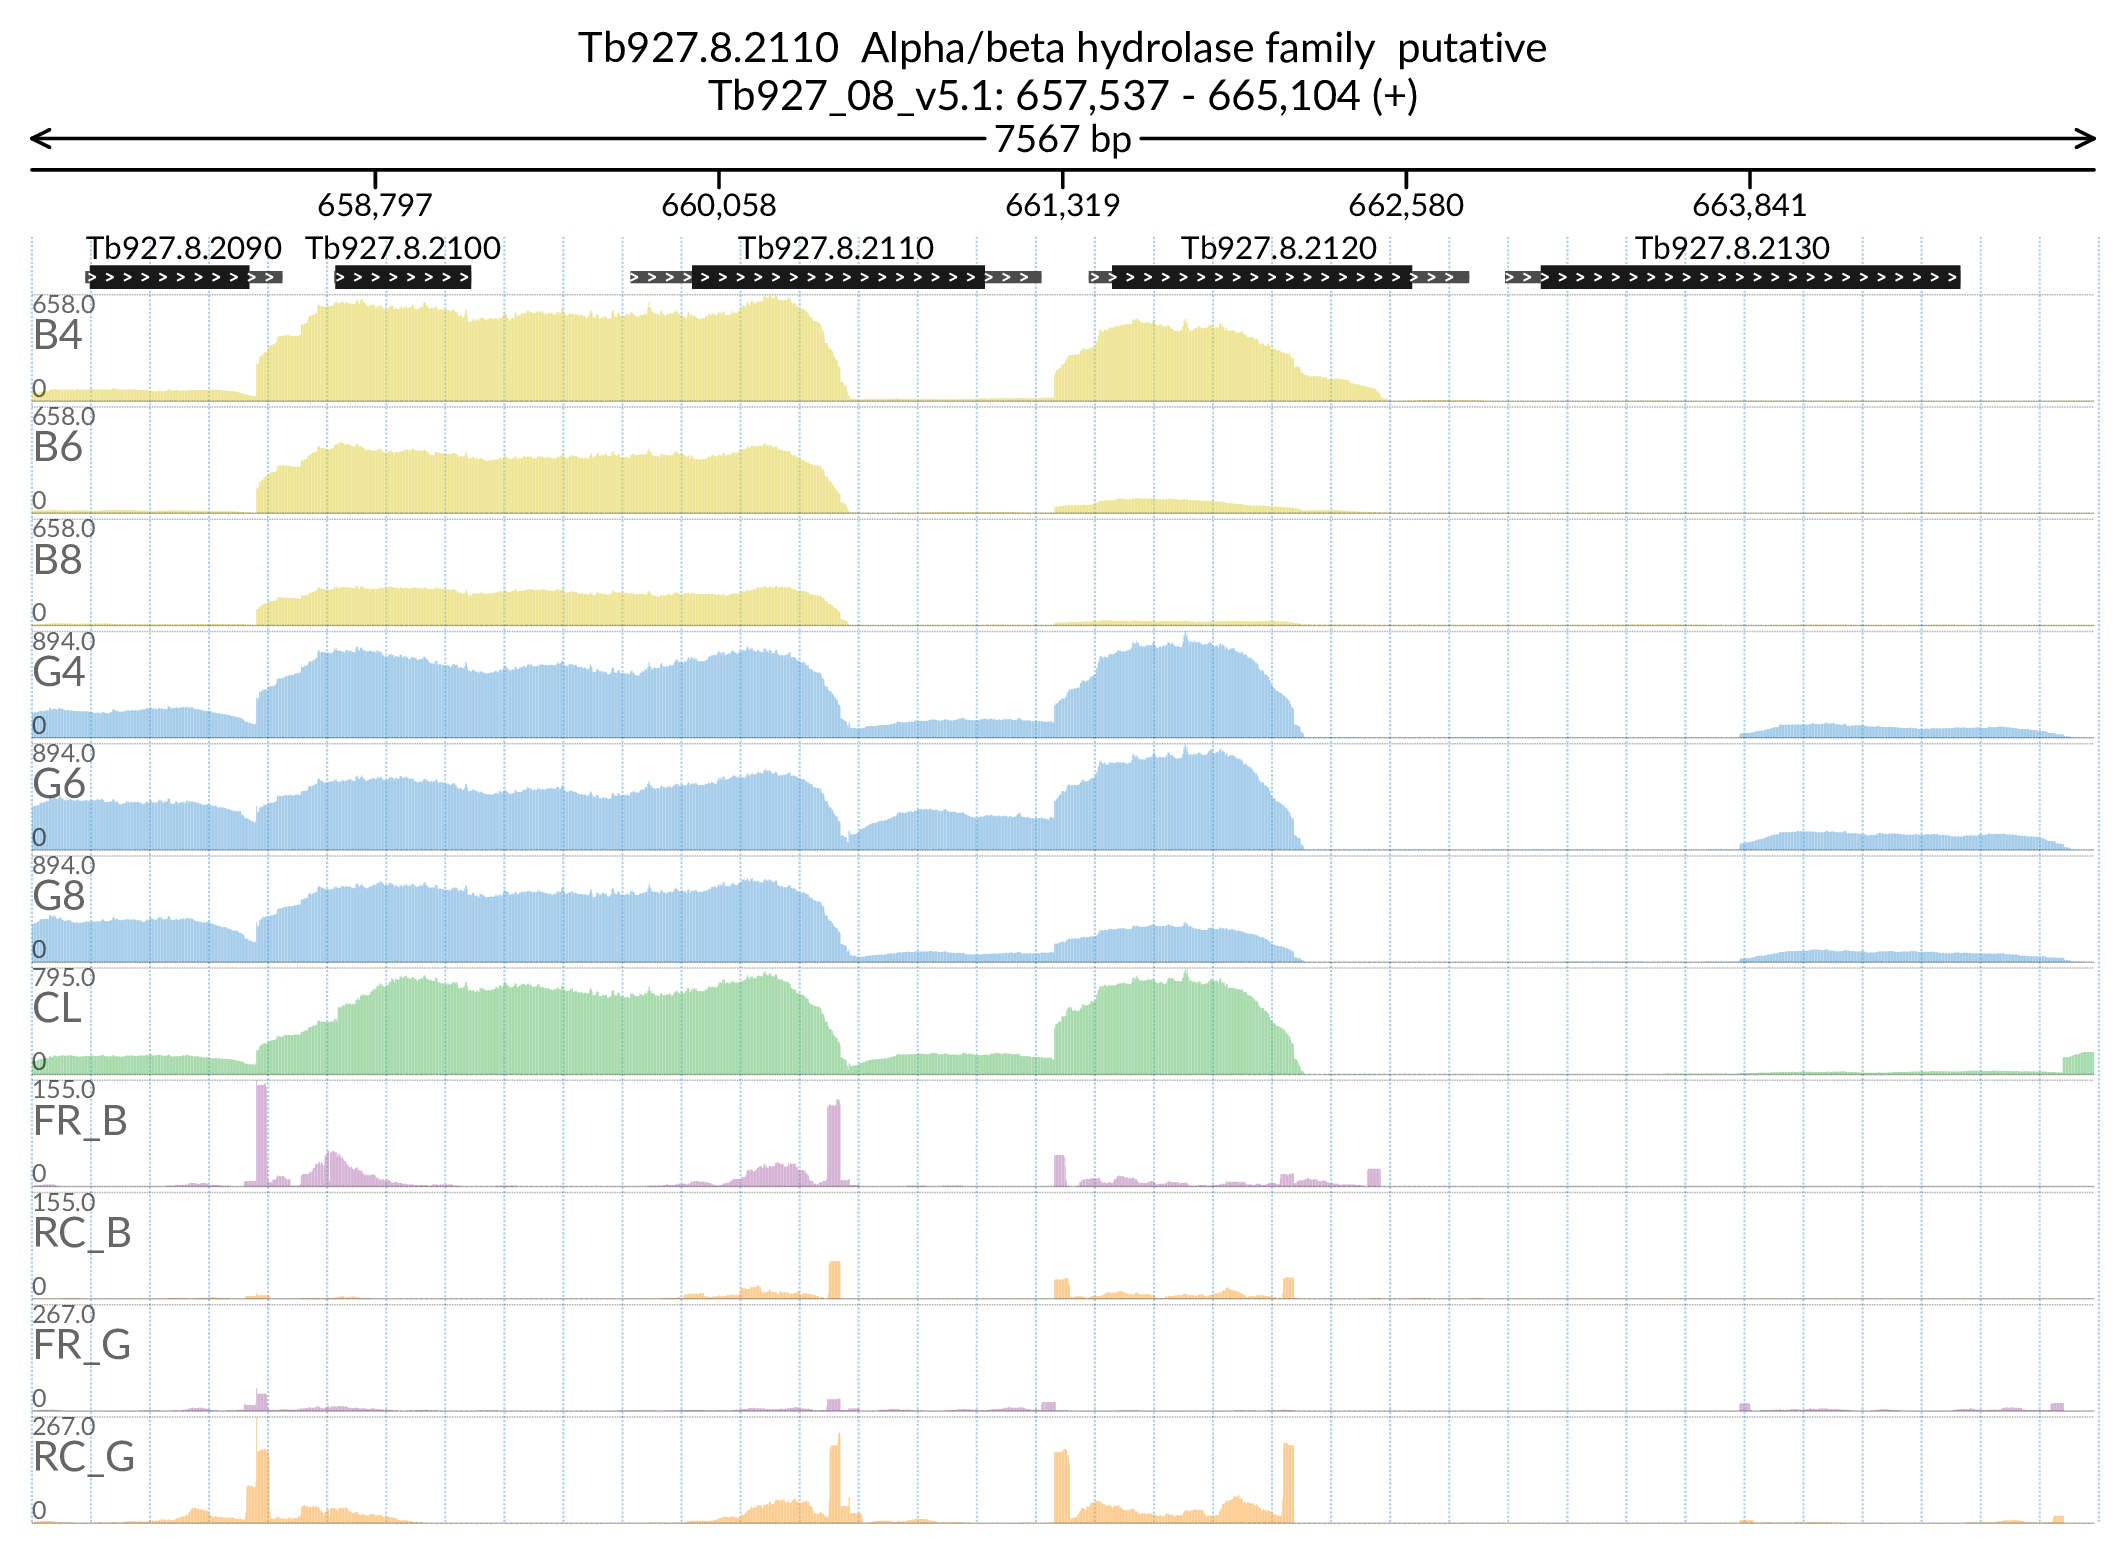 Tb927.8.2110  Alpha/beta hydrolase family  putative
Tb927_08_v5.1: 657,537 - 665,104 (+)
7567 bp
658,797 660,058 661,319 662,580 663,841
Tb927.8.2090 Tb927.8.2100 Tb927.8.2110 Tb927.8.2120 Tb927.8.2130
658.0
B4
0
658.0
B6
0
658.0
B8
0
894.0
G4
0
894.0
G6
0
894.0
G8
0
795.0
CL
0
155.0
FR_B
0
155.0
RC_B
0
267.0
FR_G
0
267.0
RC_G
0